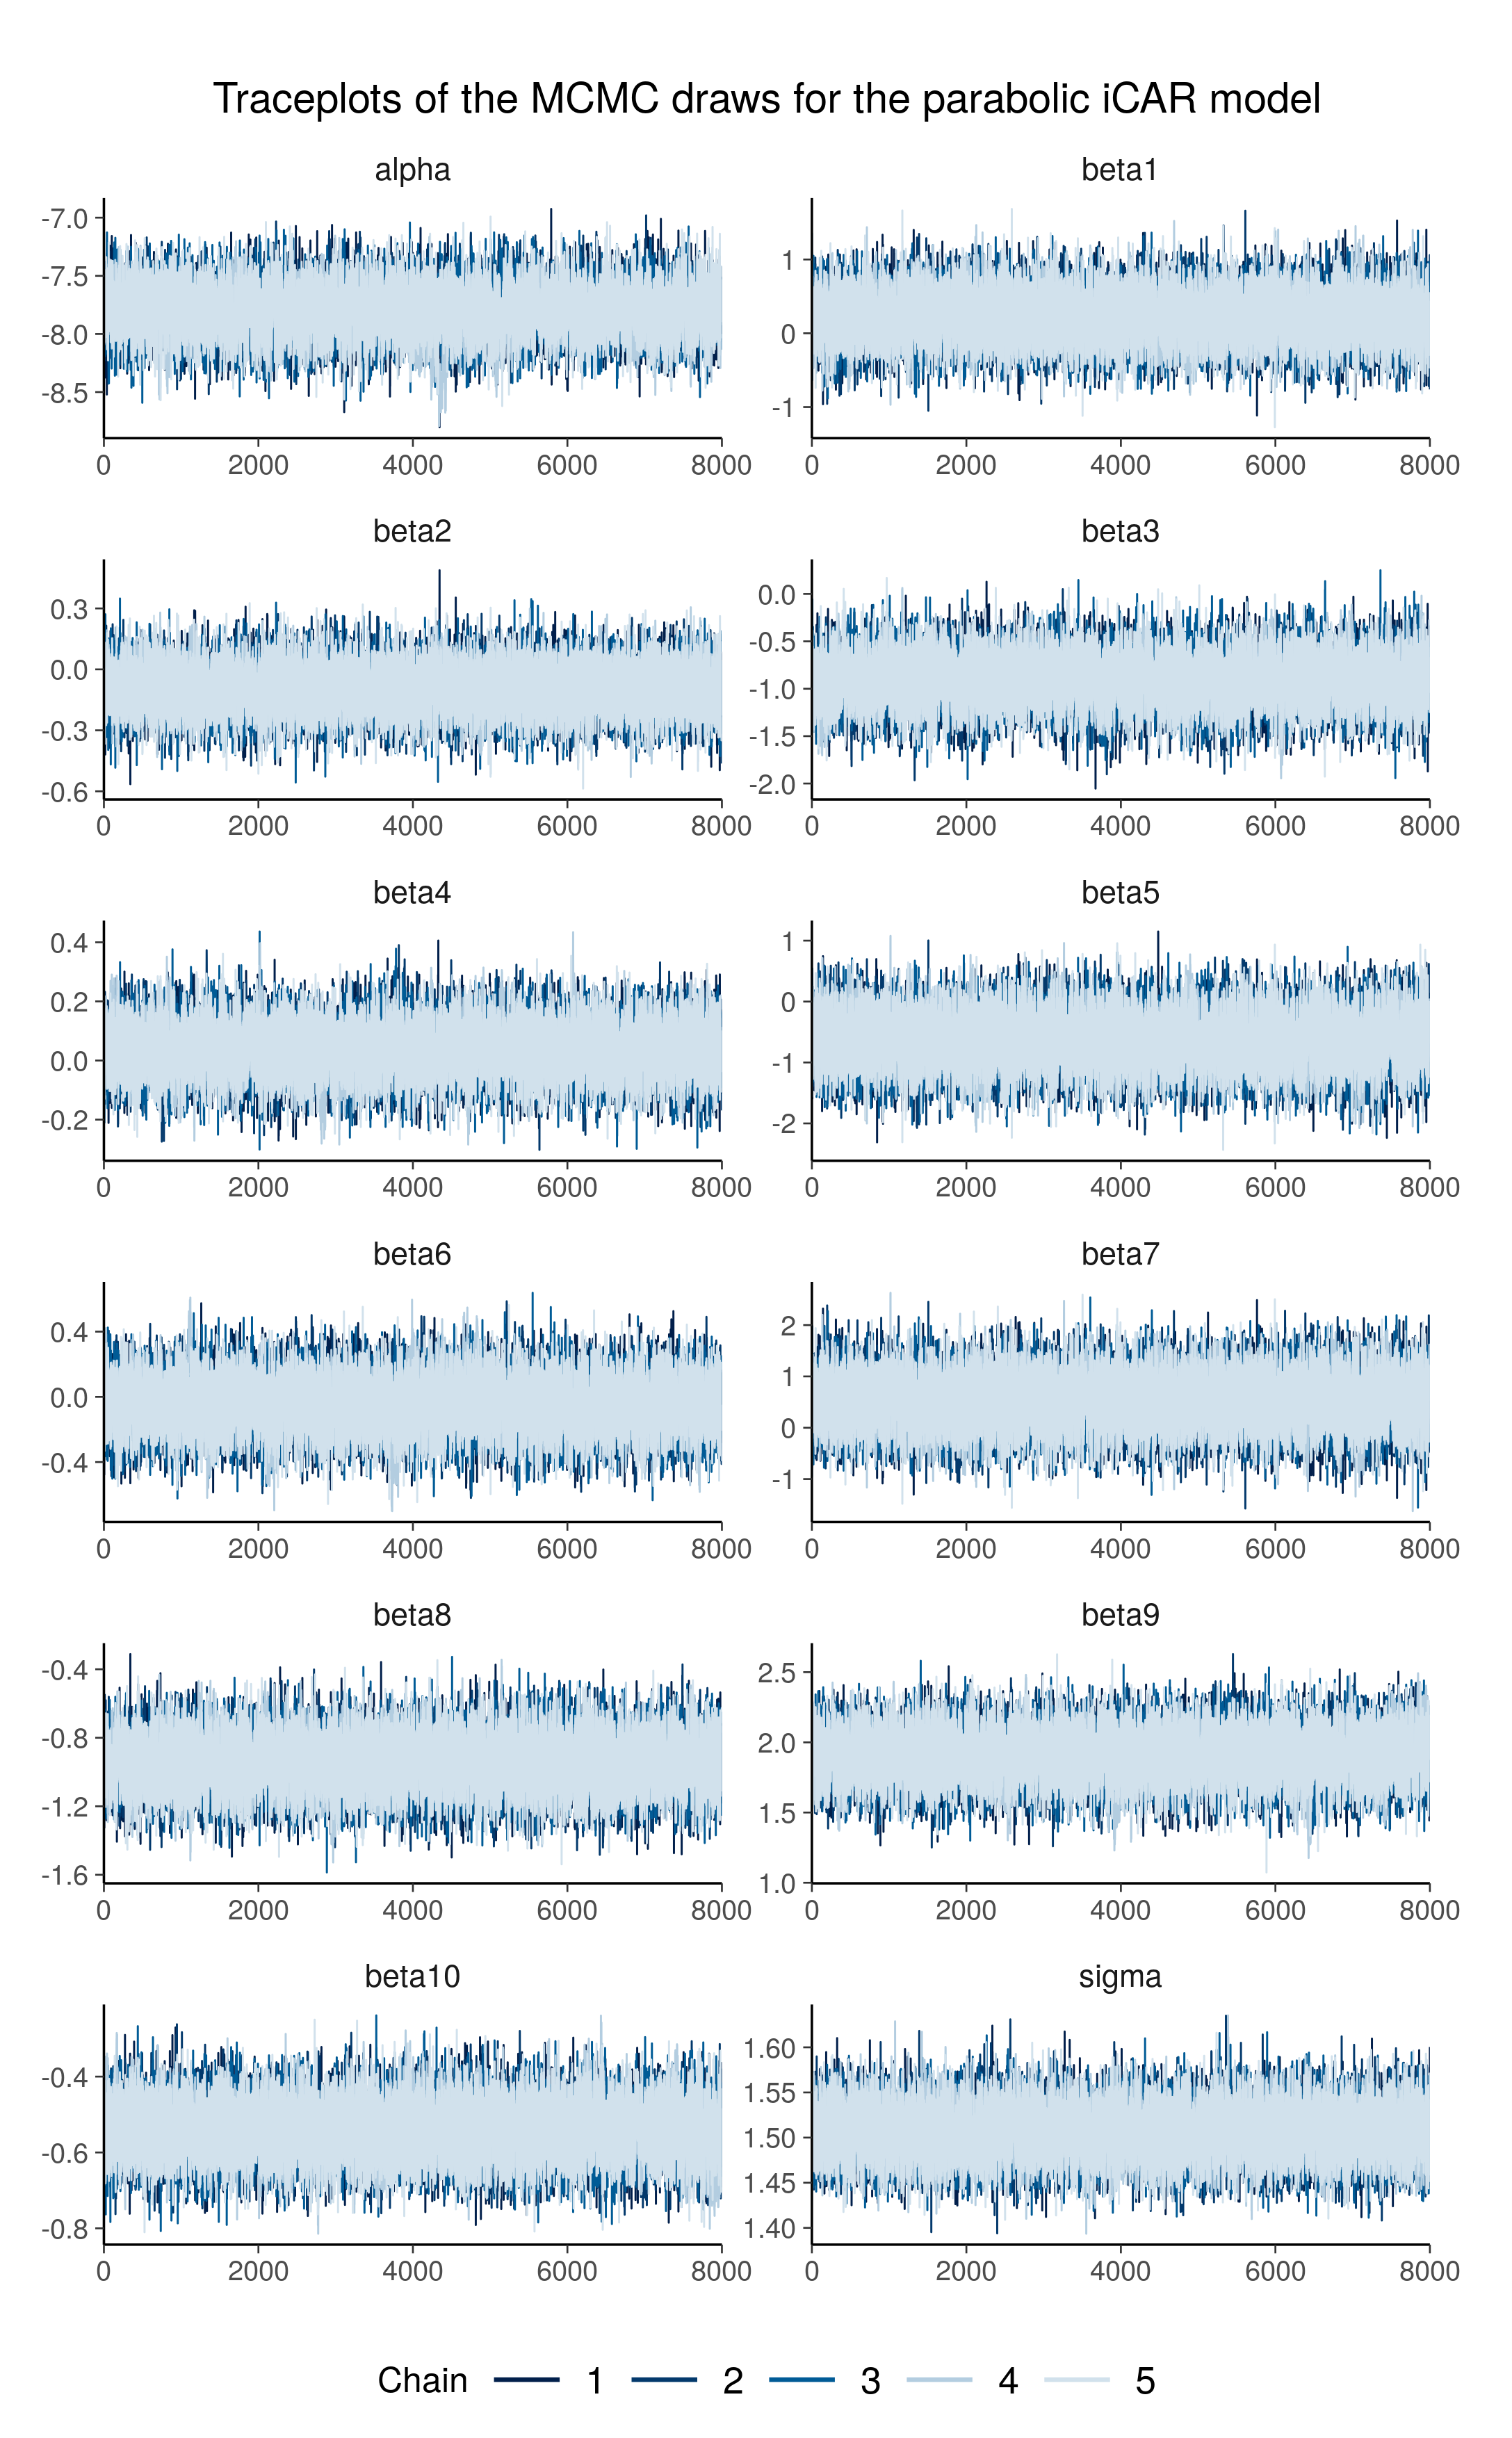 Traceplots of the MCMC draws for the parabolic iCAR model
alpha
beta1
-7.0
-7.5
-8.0
-8.5
0 2000 4000 6000 8000
1
0
-1
0 2000 4000 6000 8000
beta2
beta3
0.3
0.0
-0.3
-0.6
0 2000 4000 6000 8000
0.0
-0.5
-1.0
-1.5
-2.0
0 2000 4000 6000 8000
beta4
beta5
0.4
0.2
0.0
-0.2
0 2000 4000 6000 8000
1
0
-1
-2
0 2000 4000 6000 8000
beta6
beta7
0.4
0.0
-0.4
0 2000 4000 6000 8000
2
1
0
-1
0 2000 4000 6000 8000
beta8
beta9
-0.4
-0.8
-1.2
-1.6
0 2000 4000 6000 8000
2.5
2.0
1.5
1.0
0 2000 4000 6000 8000
beta10
sigma
-0.4
-0.6
-0.8
0 2000 4000 6000 8000
1.60
1.55
1.50
1.45
1.40
0 2000 4000 6000 8000
Chain 1 2 3 4 5